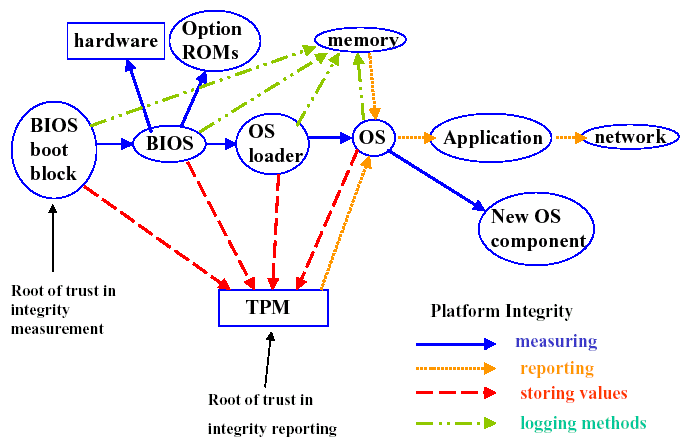 hardware
Option
ROMs
memory
BIOS
boot
block
BIOS
OS
loader
OS
Application
network
New OS
component
TPM
Root of trust in
integrity
measurement
Root of trust in
integrity reporting
Platform Integrity
measuring
reporting
storing values
logging methods